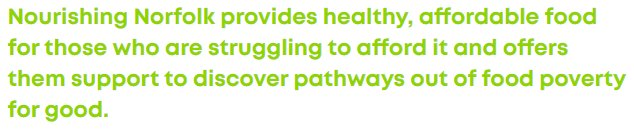 Nourishing Norfolk provides healthy, affordable food
for those who are struggling to afford it and offers
them support to discover pathways out of food poverty
for good.